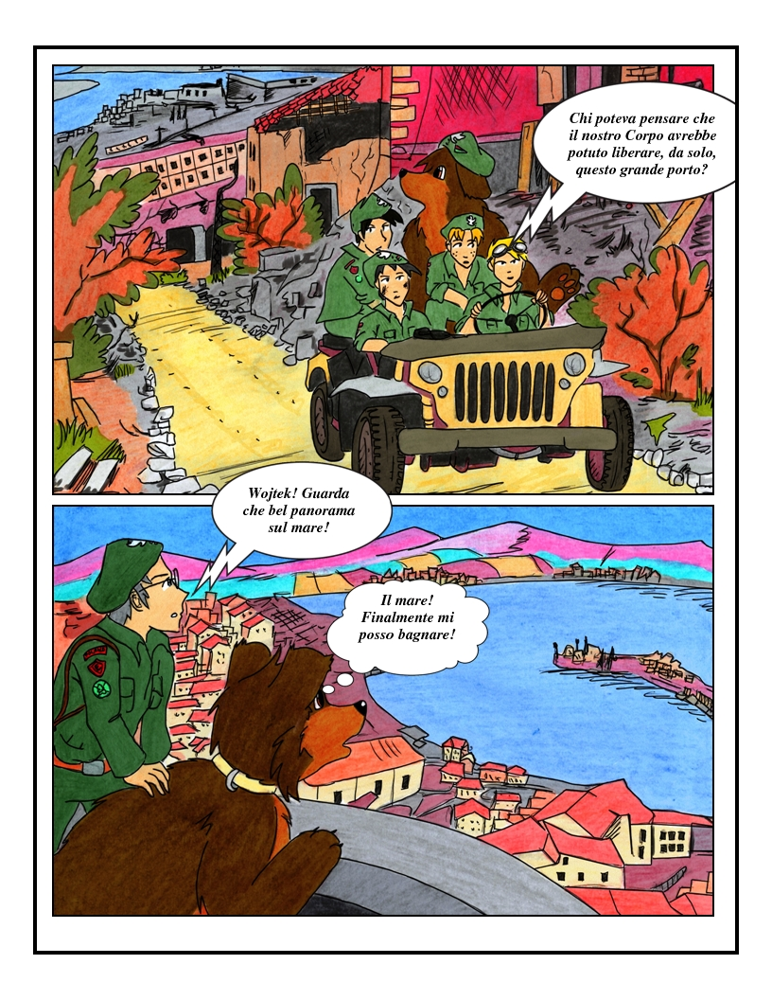 Chi poteva pensare che
il nostro Corpo avrebbe
potuto liberare, da solo,
questo grande porto?
Wojtek! Guarda
che bel panorama
sul mare!
Il mare!
Finalmente mi
posso bagnare!